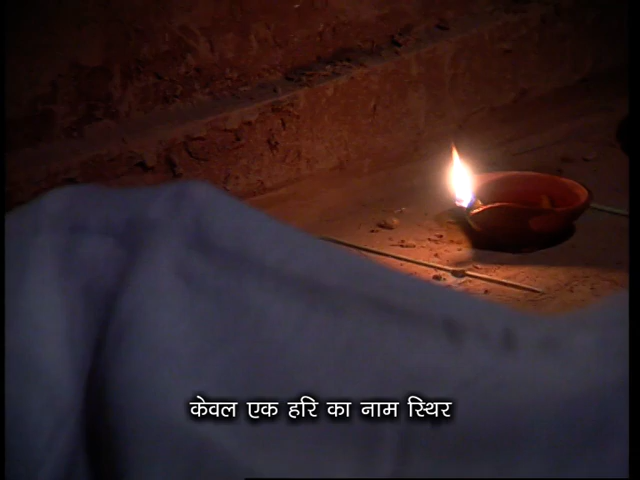 केवल एक हरि का नाम स्थिर